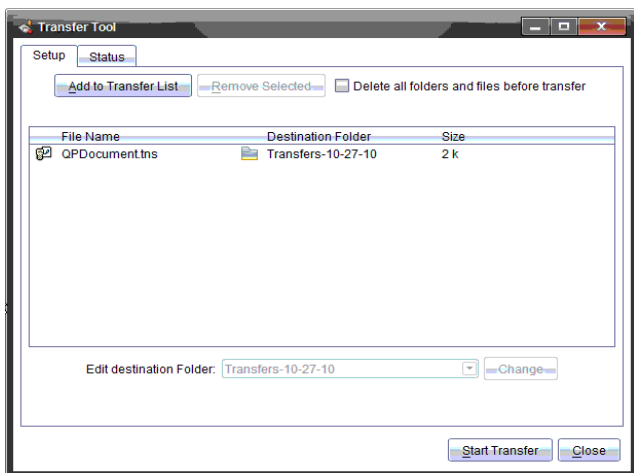 Transfer Tool
Setup Status
Add to Transfer List Remove Selected Delete all folders and files before transfer
File Name Destination Folder Size
QPDocument.tns Transfers-10-27-10 2 k
Edit destination Folder: Transfers-10-27-10 Change
Start Transfer Close